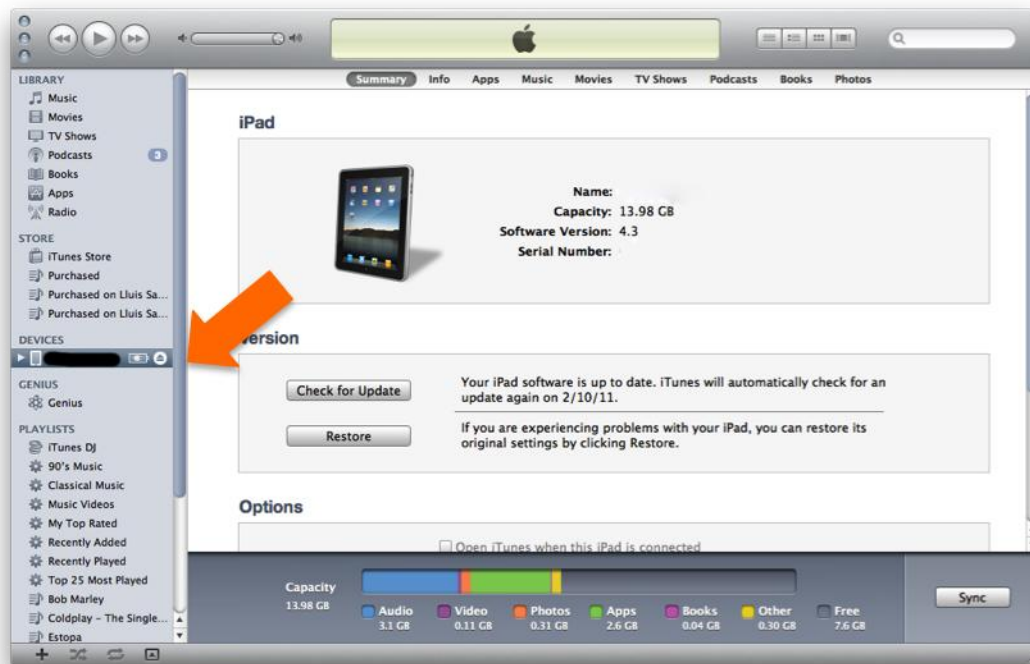 LIBRARY
Music
Movies
TV Shows
Podcasts 3
Books
Apps
Radio
STORE
iTunes Store
Purchased
Purchased on Lluis Sa...
Purchased on Lluis Sa...
DEVICES
GENIUS
Genius
PLAYLISTS
iTunes DJ
90's Music
Classical Music
Music Videos
My Top Rated
Recently Added
Recently Played
Top 25 Most Played
Bob Marley
Coldplay – The Single...
Estopa
Summary Info Apps Music Movies TV Shows Podcasts Books Photos
iPad
Name:
Capacity: 13.98 GB
Software Version: 4.3
Serial Number:
Version
Check for Update
Your iPad software is up to date. iTunes will automatically check for an
update again on 2/10/11.
Restore
If you are experiencing problems with your iPad, you can restore its
original settings by clicking Restore.
Options
Open iTunes when this iPad is connected
Capacity
13.98 GB
Audio Video Photos Apps Books Other Free
3.1 GB 0.11 GB 0.31 GB 2.6 GB 0.04 GB 0.30 GB 7.6 GB
Sync